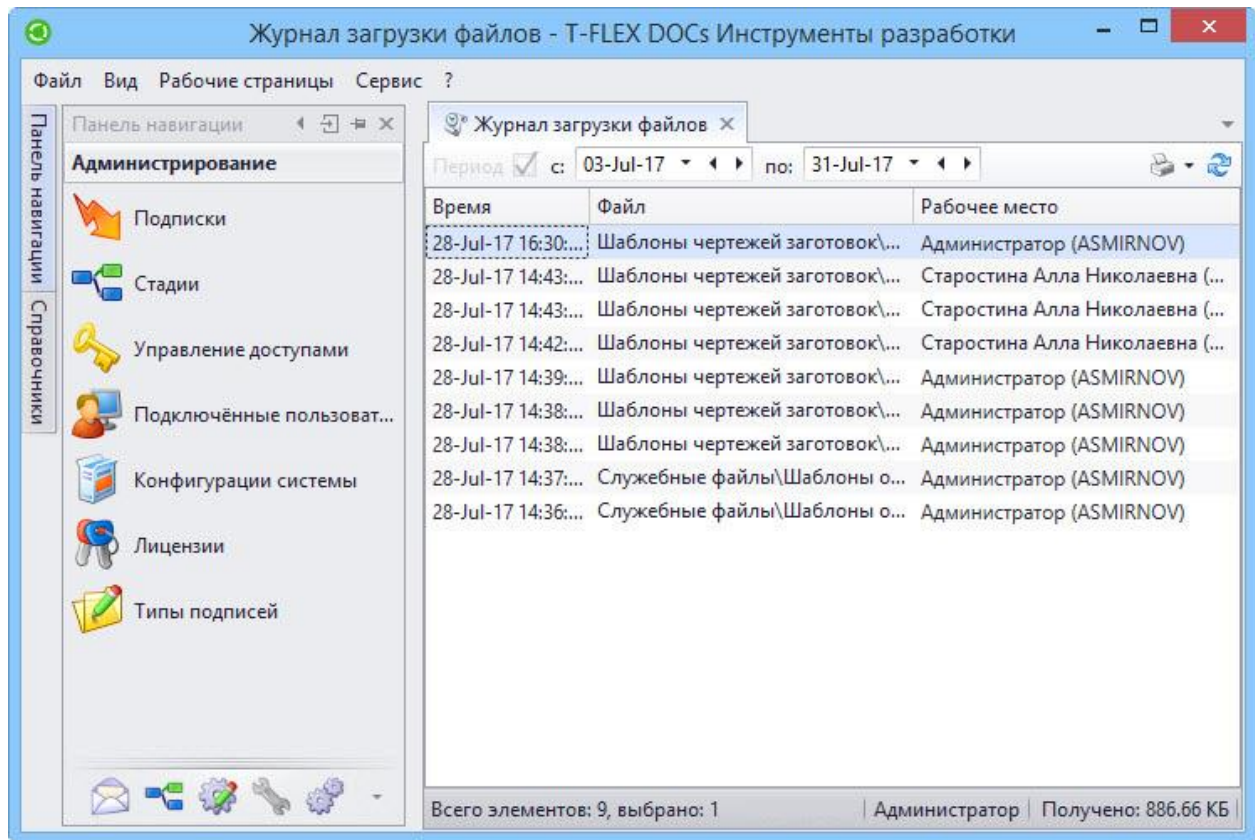 Журнал загрузки файлов - T-FLEX DOCs Инструменты разработки
Файл Вид Рабочие страницы Сервис ?
Панель навигации
Справочники
Панель навигации
Администрирование
Подписки
Стадии
Управление доступами
Подключённые пользоват...
Конфигурации системы
Лицензии
Типы подписей
Журнал загрузки файлов
Период с: 03-Jul-17 по: 31-Jul-17
Время Файл Рабочее место
28-Jul-17 16:30:... Шаблоны чертежей заготовок\... Администратор (ASMIRNOV)
28-Jul-17 14:43:... Шаблоны чертежей заготовок\... Старостина Алла Николаевна (...
28-Jul-17 14:43:... Шаблоны чертежей заготовок\... Старостина Алла Николаевна (...
28-Jul-17 14:42:... Шаблоны чертежей заготовок\... Старостина Алла Николаевна (...
28-Jul-17 14:39:... Шаблоны чертежей заготовок\... Администратор (ASMIRNOV)
28-Jul-17 14:38:... Шаблоны чертежей заготовок\... Администратор (ASMIRNOV)
28-Jul-17 14:38:... Шаблоны чертежей заготовок\... Администратор (ASMIRNOV)
28-Jul-17 14:37:... Служебные файлы\Шаблоны о... Администратор (ASMIRNOV)
28-Jul-17 14:36:... Служебные файлы\Шаблоны о... Администратор (ASMIRNOV)
Всего элементов: 9, выбрано: 1 Администратор Получено: 886.66 КБ